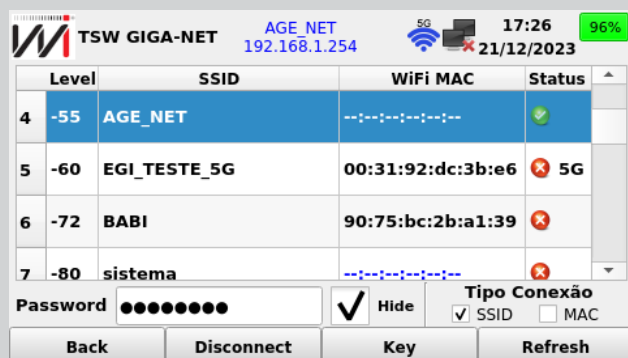 TSW GIGA-NET
AGE_NET
192.168.1.254
5G
17:26
21/12/2023
96%
Level SSID WiFi MAC Status
4 -55 AGE_NET --:--:--:--:--:--
5 -60 EGI_TESTE_5G 00:31:92:dc:3b:e6 5G
6 -72 BABI 90:75:bc:2b:a1:39
7 -80 sistema --:--:--:--:--:--
Password ●●●●●●●● Hide
Tipo Conexão
SSID MAC
Back Disconnect Key Refresh